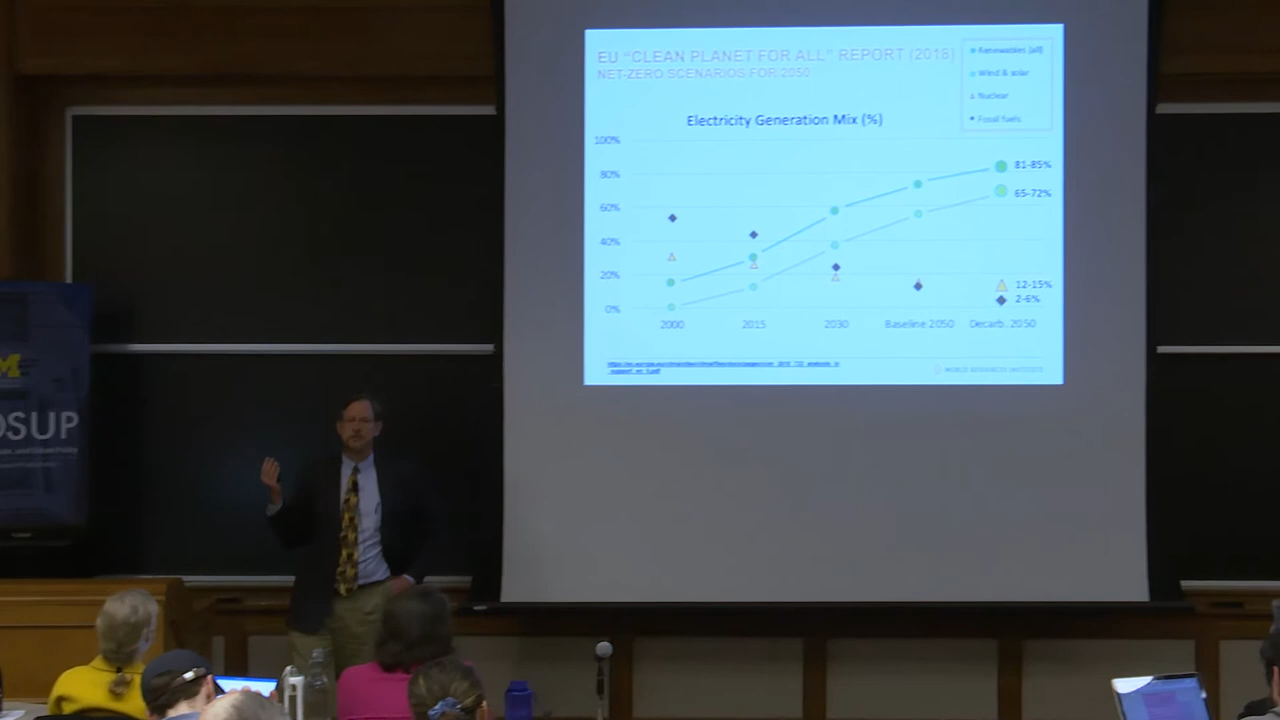 EU "CLEAN PLANET FOR ALL" REPORT (2018)
NET-ZERO SCENARIOS FOR 2050
Renewables (all)
Wind & solar
Nuclear
Fossil fuels
Electricity Generation Mix (%)
100%
80%
60%
40%
20%
0%
81-85%
65-72%
12-15%
2-6%
2000 2015 2030 Baseline 2050 Decarb. 2050
WORLD RESOURCES INSTITUTE
M
OSUP